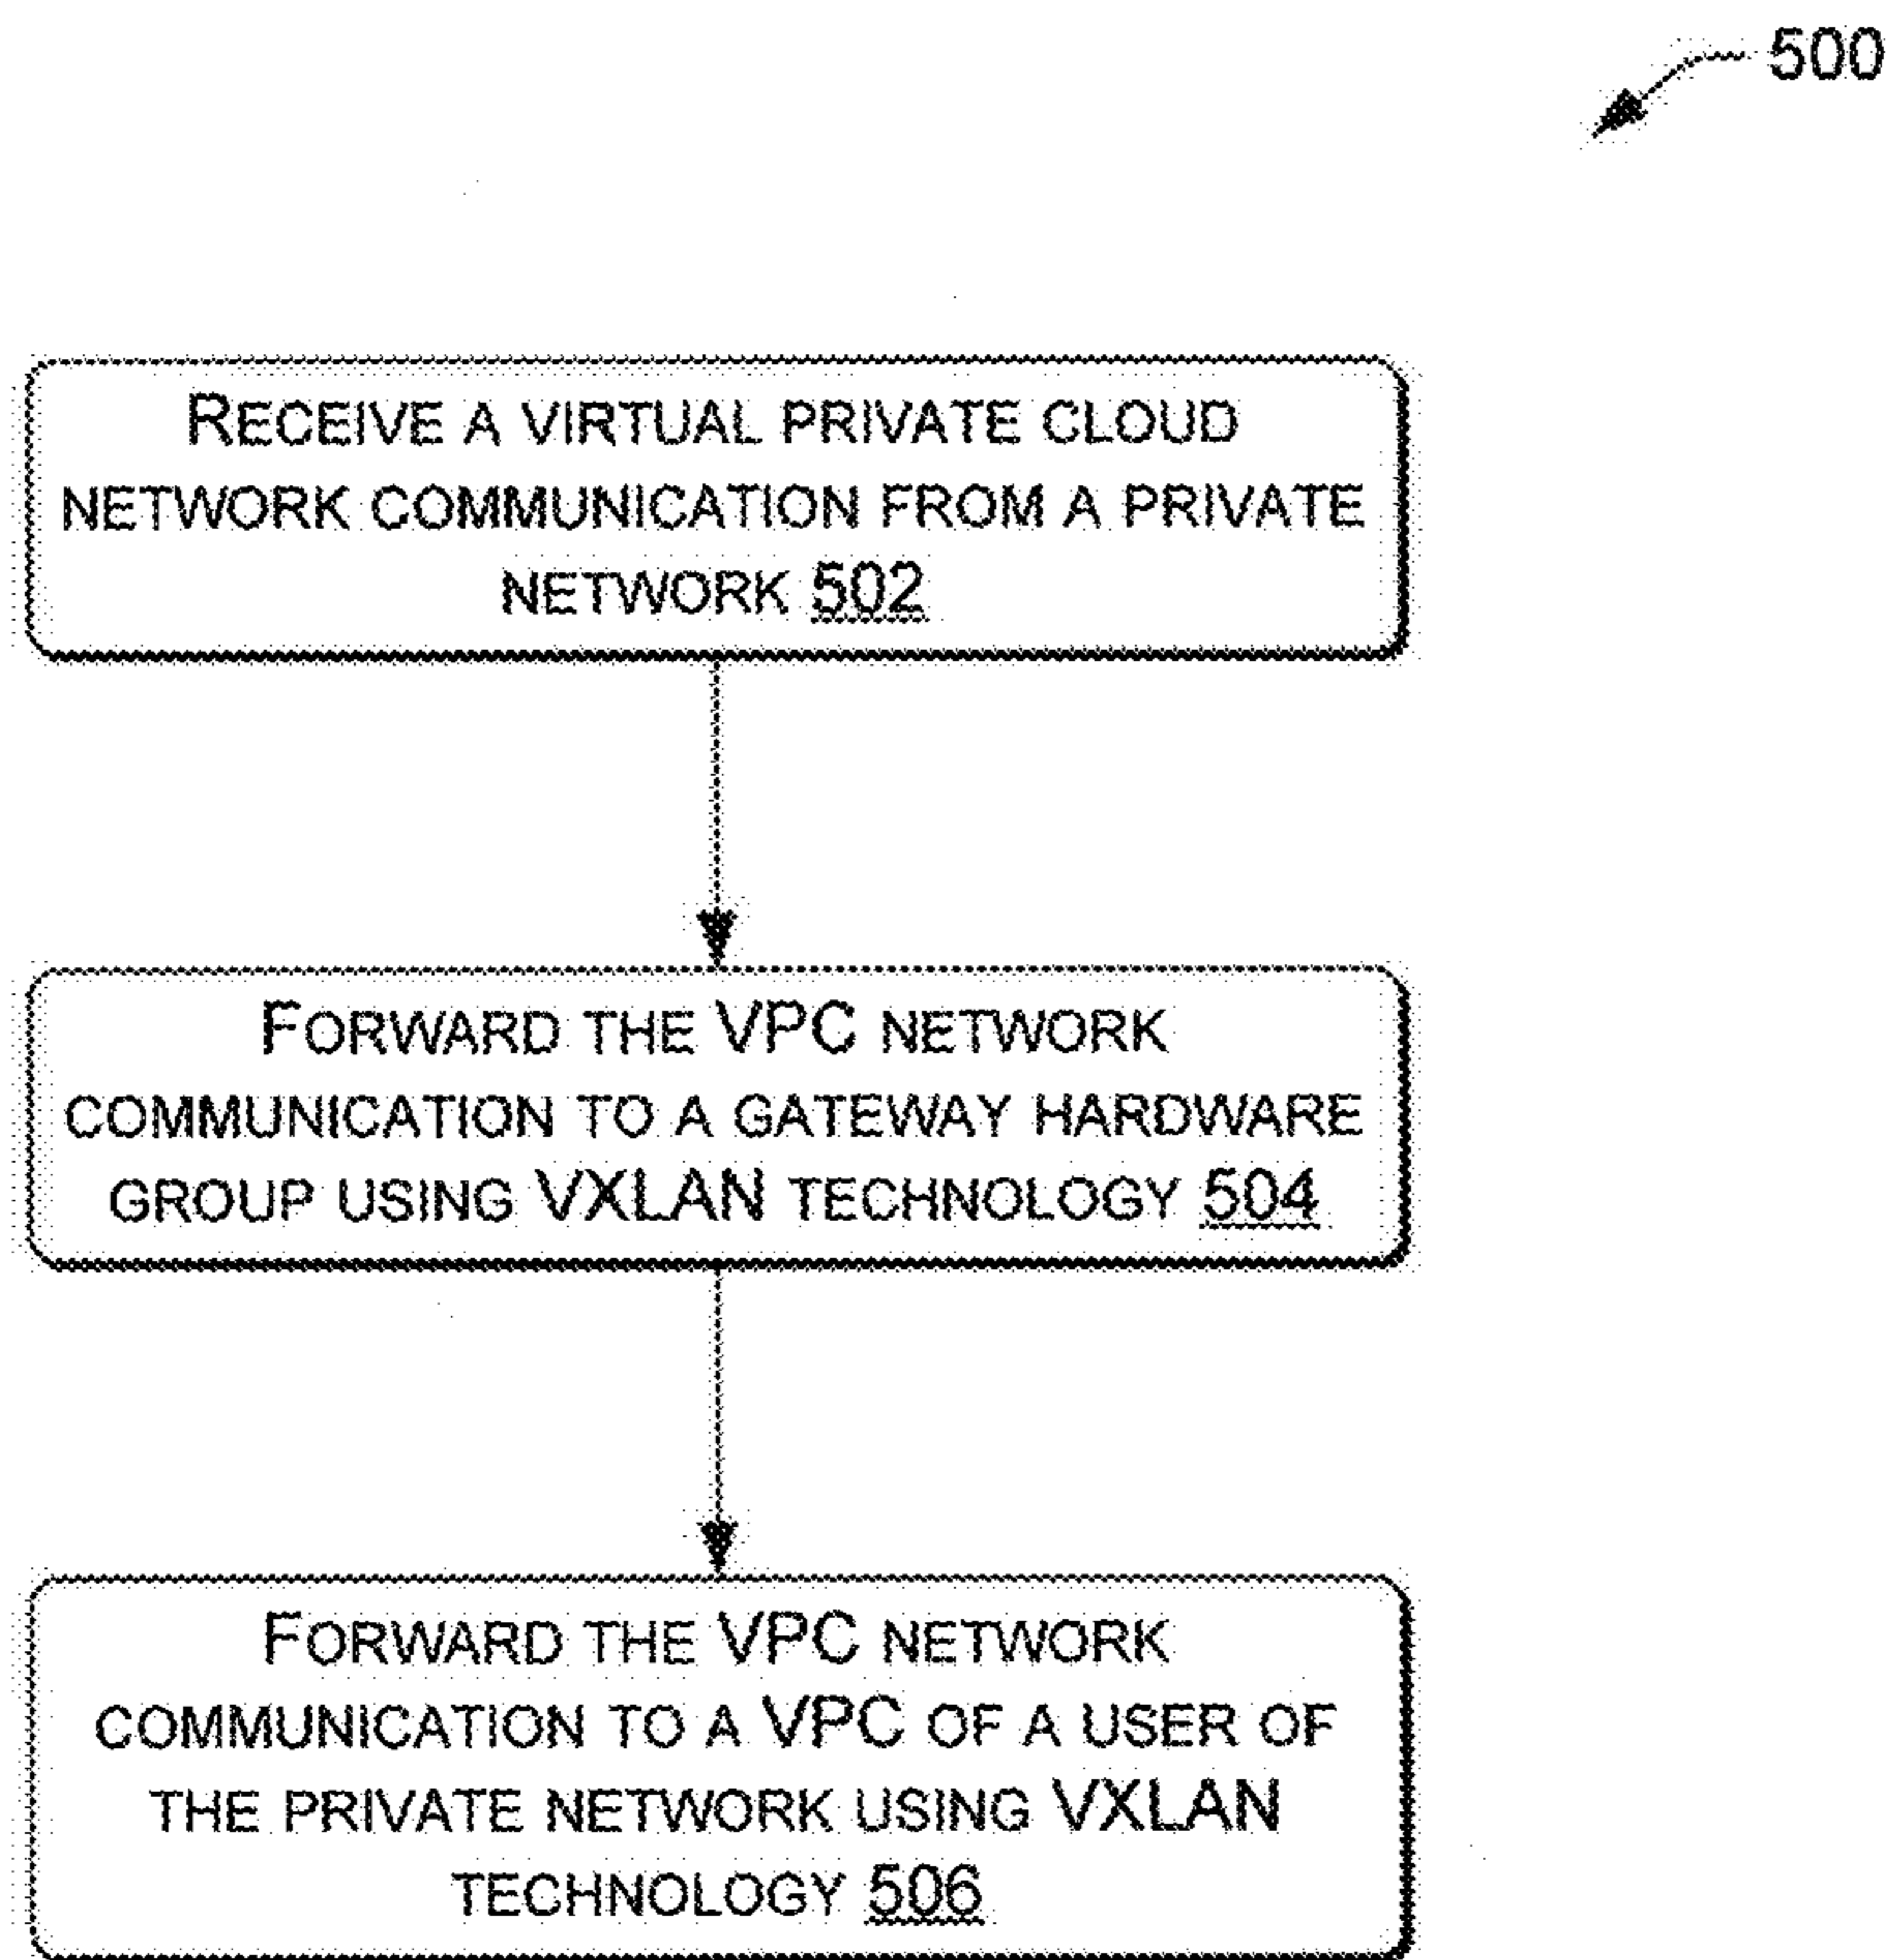 500
RECEIVE A VIRTUAL PRIVATE CLOUD
NETWORK COMMUNICATION FROM A PRIVATE
NETWORK 502
FORWARD THE VPC NETWORK
COMMUNICATION TO A GATEWAY HARDWARE
GROUP USING VXLAN TECHNOLOGY 504
FORWARD THE VPC NETWORK
COMMUNICATION TO A VPC OF A USER OF
THE PRIVATE NETWORK USING VXLAN
TECHNOLOGY 506